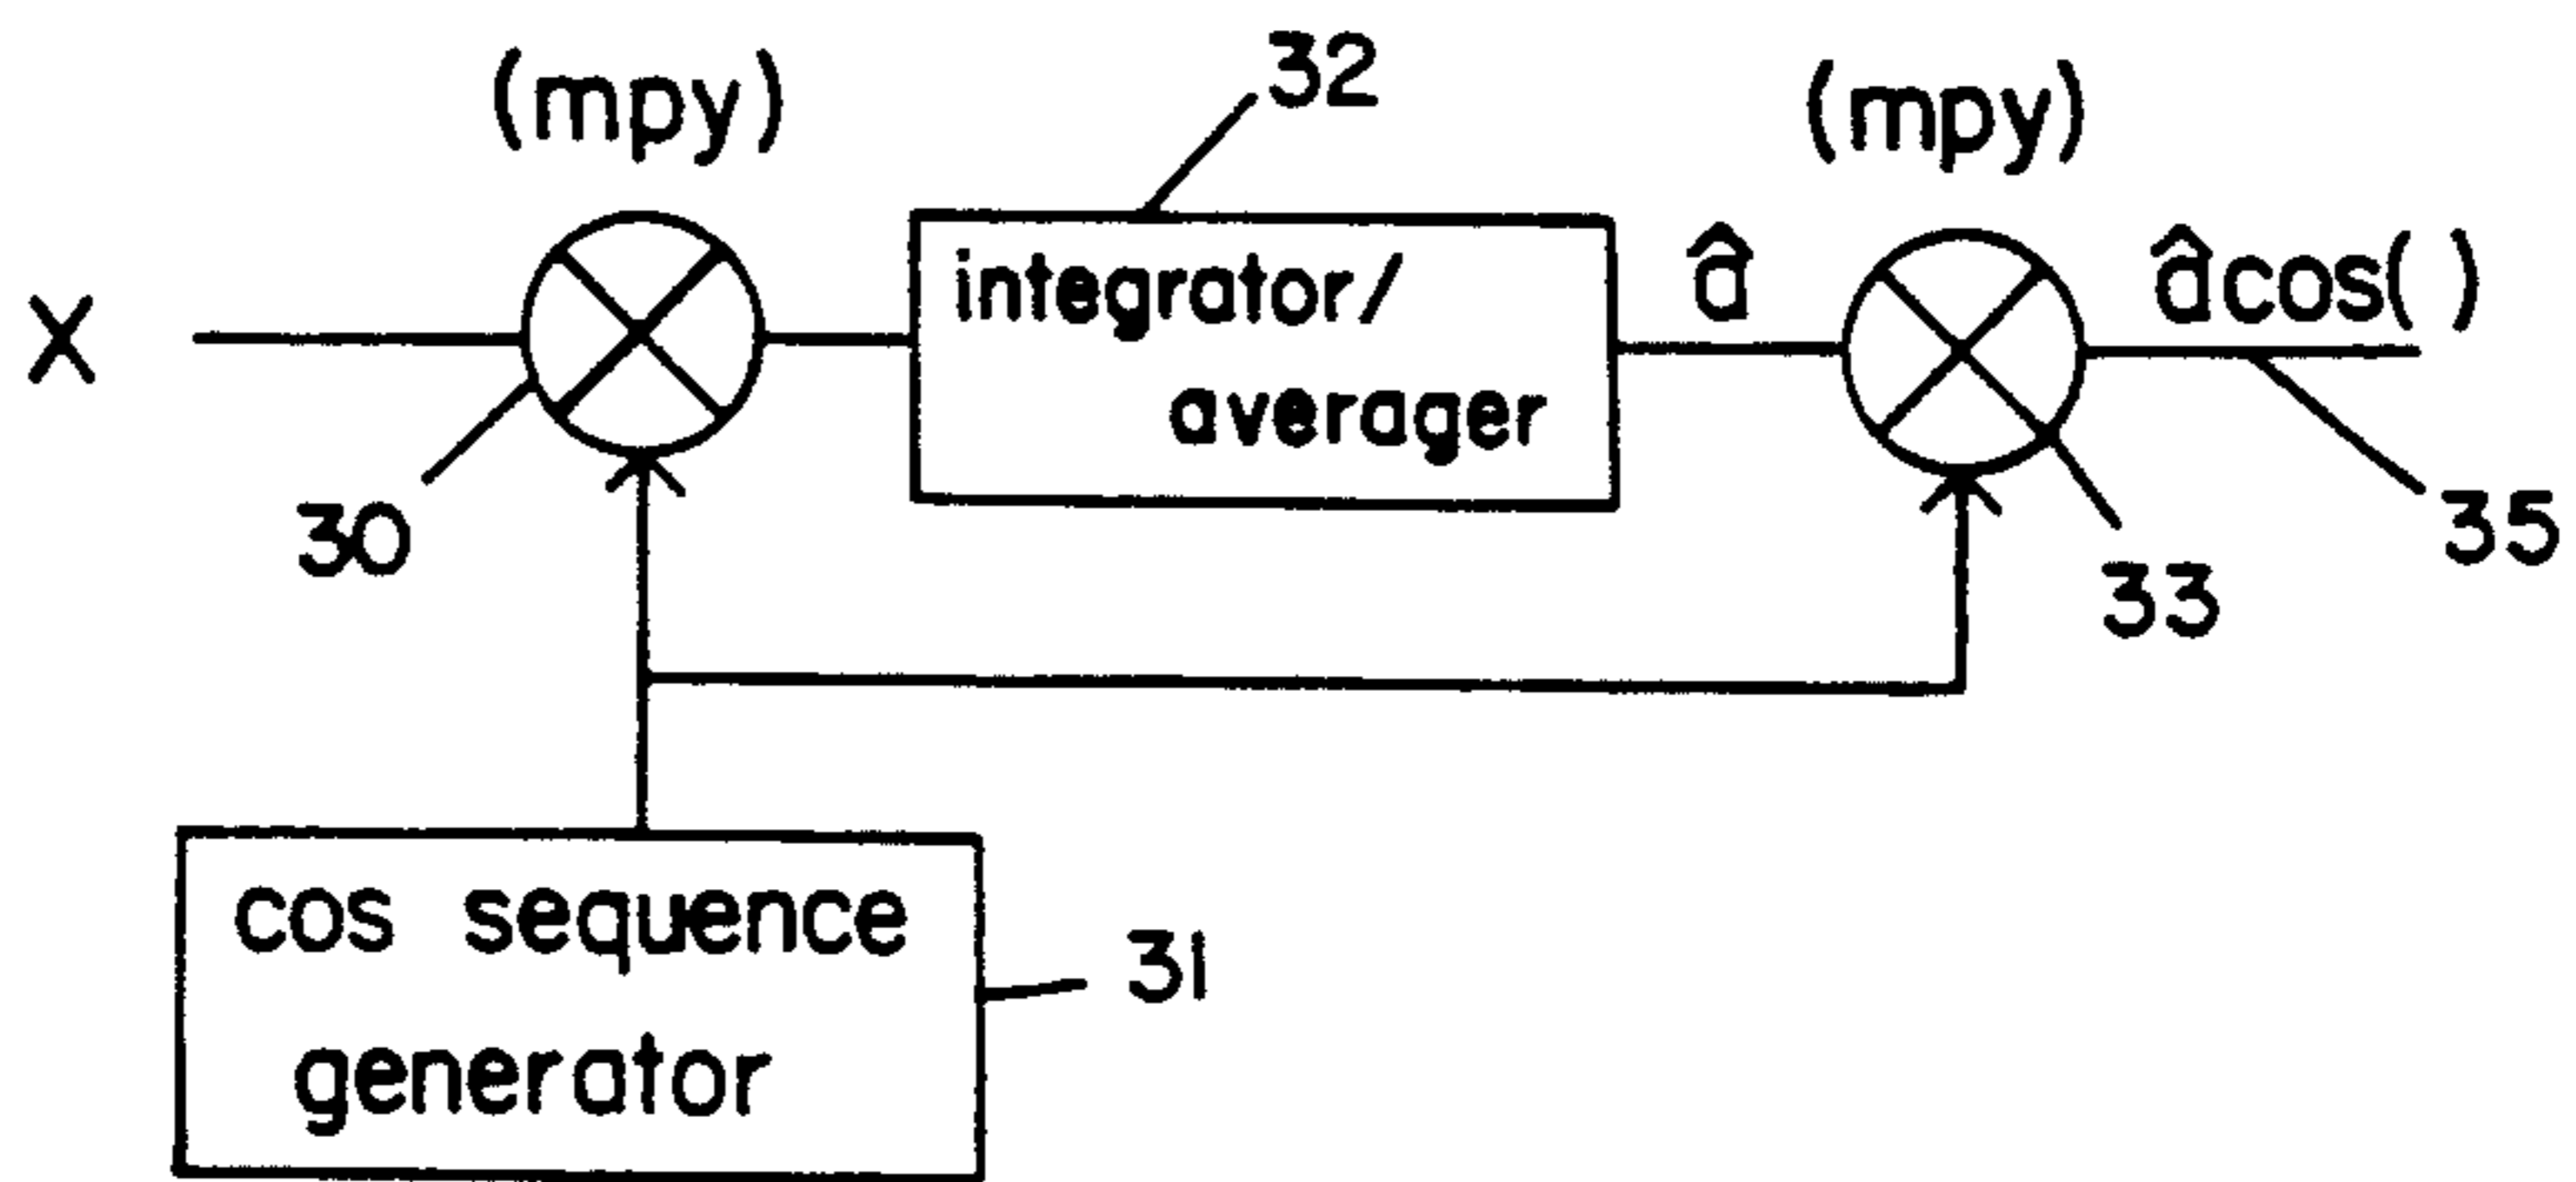 (mpy)
32
(mpy)
X
integrator/
averager
â
âcos( )
30
33
35
cos sequence
generator
31